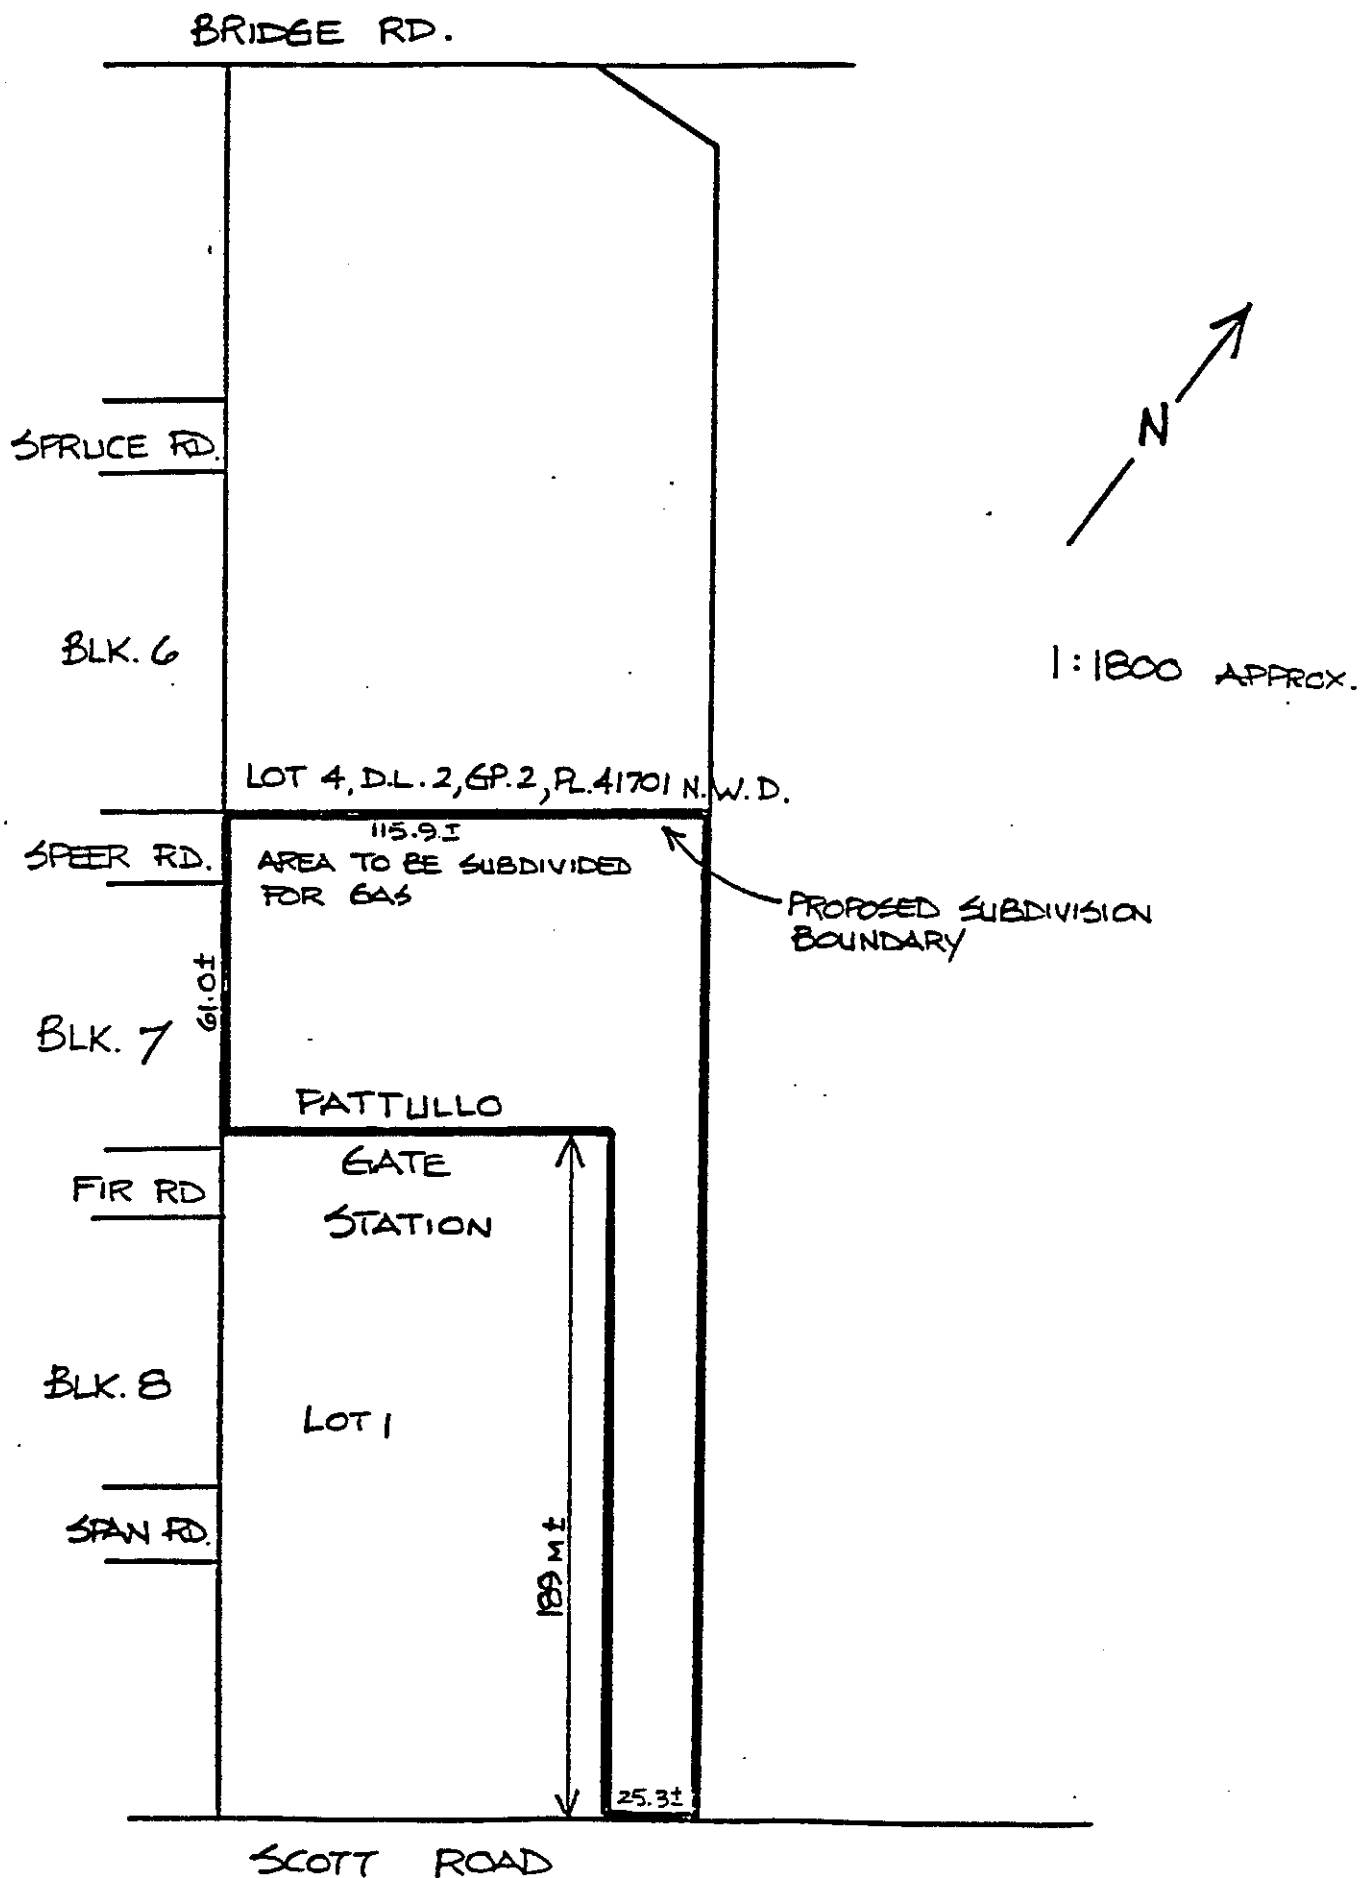 BRIDGE RD.
SPRUCE RD.
N
BLK. 6
1:1800 APPROX.
LOT 4, D.L. 2, GP. 2, PL. 41701 N.W.D.
115.9 ±
SPEER RD.
AREA TO BE SUBDIVIDED
FOR GAS
PROPOSED SUBDIVISION
BOUNDARY
61.0±
BLK. 7
PATTULLO
GATE
STATION
FIR RD
BLK. 8
LOT 1
SPAN RD.
189 M ±
25.3±
SCOTT ROAD